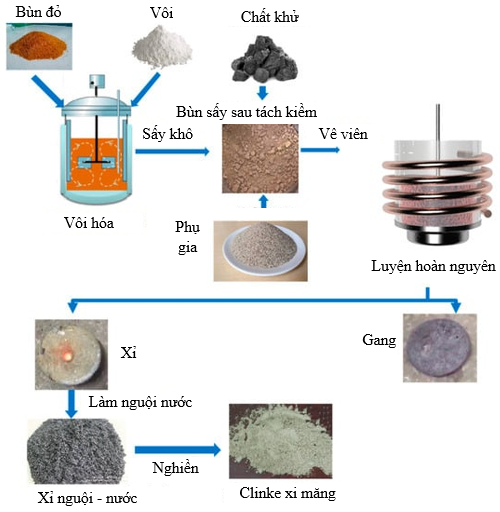 Bùn đỏ
Vôi
Chất khử
Bùn sấy sau tách kiềm
Sấy khô
Vê viên
Vôi hóa
Phụ
gia
Luyện hoàn nguyên
Xỉ
Gang
Làm nguội nước
Nghiền
Xỉ nguội - nước
Clinke xi măng